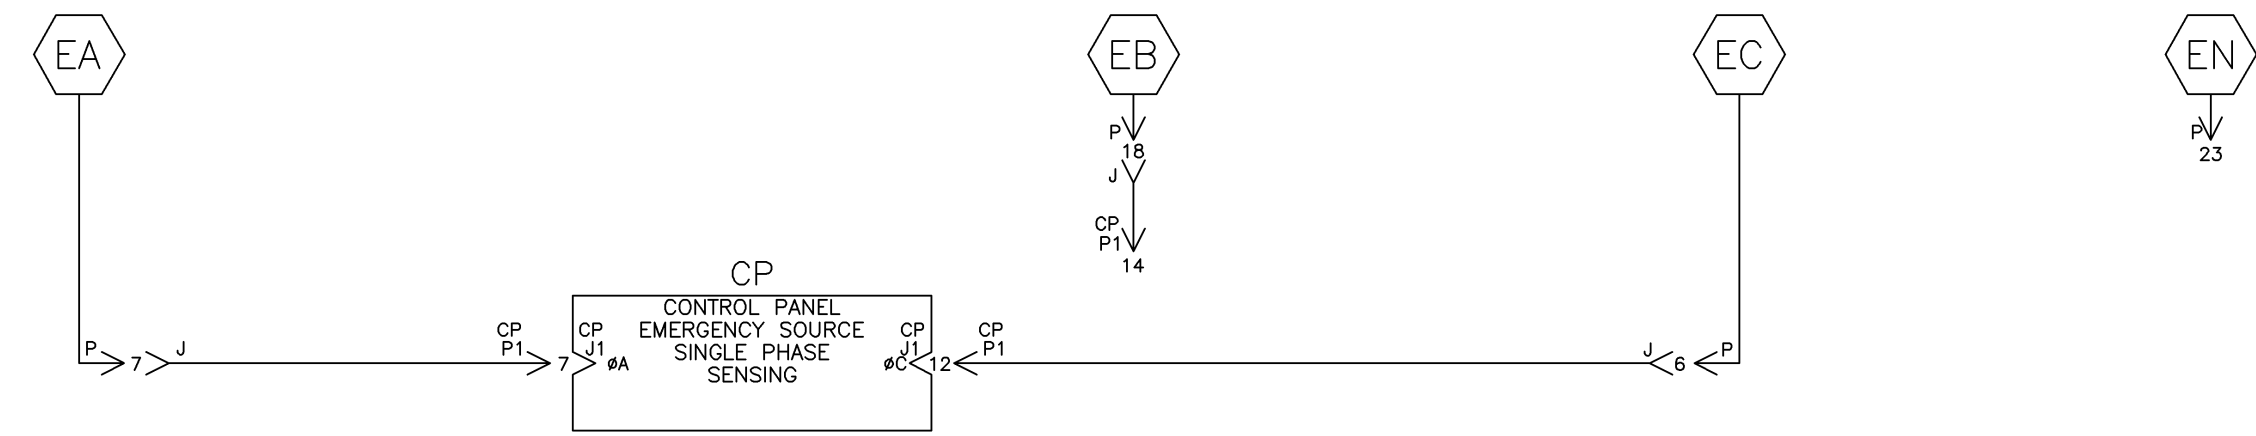 EA
EB
EC
EN
P
18
J
CP
P1
14
P
23
CP
CONTROL PANEL
EMERGENCY SOURCE
SINGLE PHASE
SENSING
P
7
J
CP
P1
7
CP
J1
øA
CP
J1
øC
12
CP
P1
J
6
P